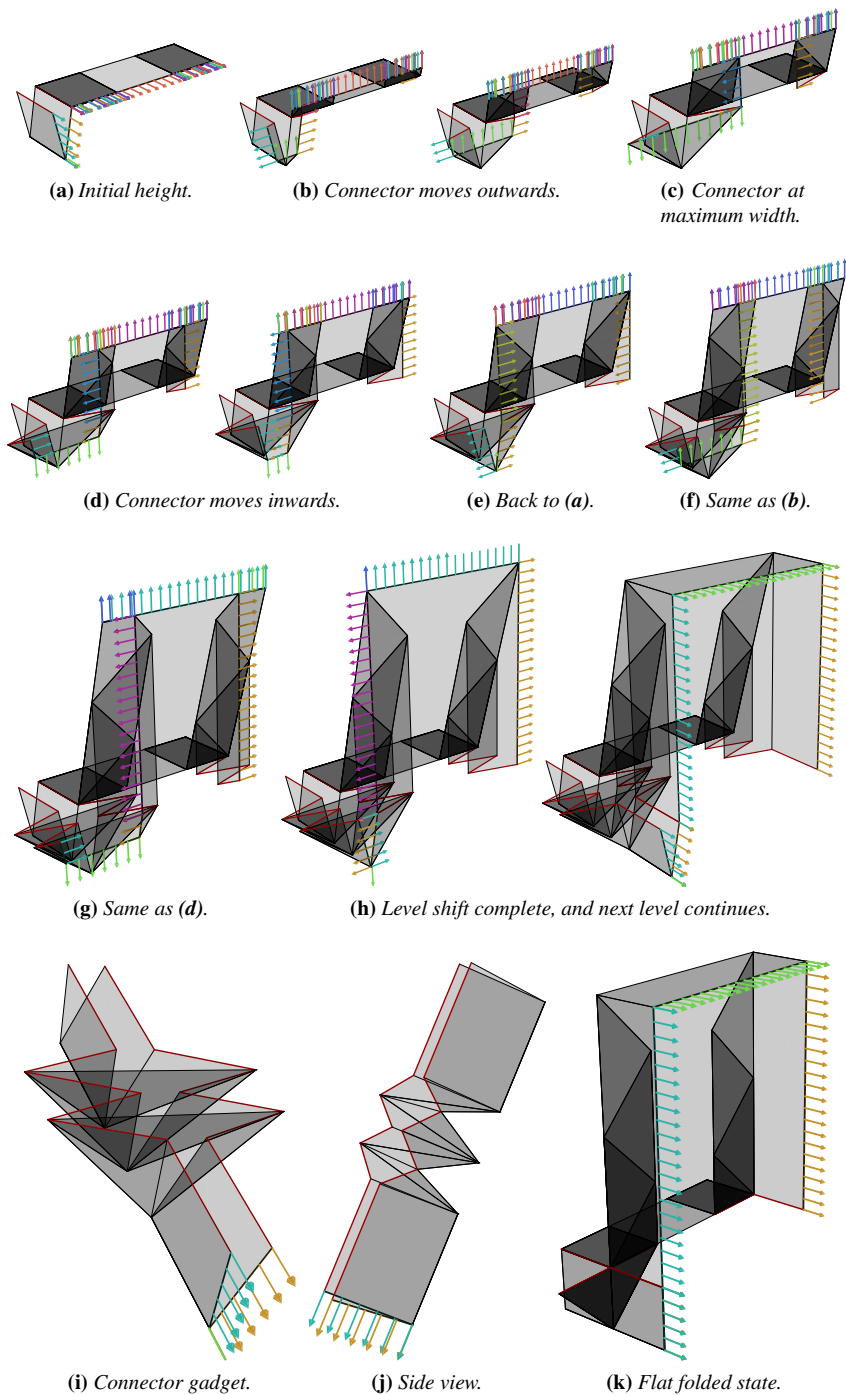 (a) Initial height.
(b) Connector moves outwards.
(c) Connector at
maximum width.
(d) Connector moves inwards.
(e) Back to (a).
(f) Same as (b).
(g) Same as (d).
(h) Level shift complete, and next level continues.
(i) Connector gadget.
(j) Side view.
(k) Flat folded state.